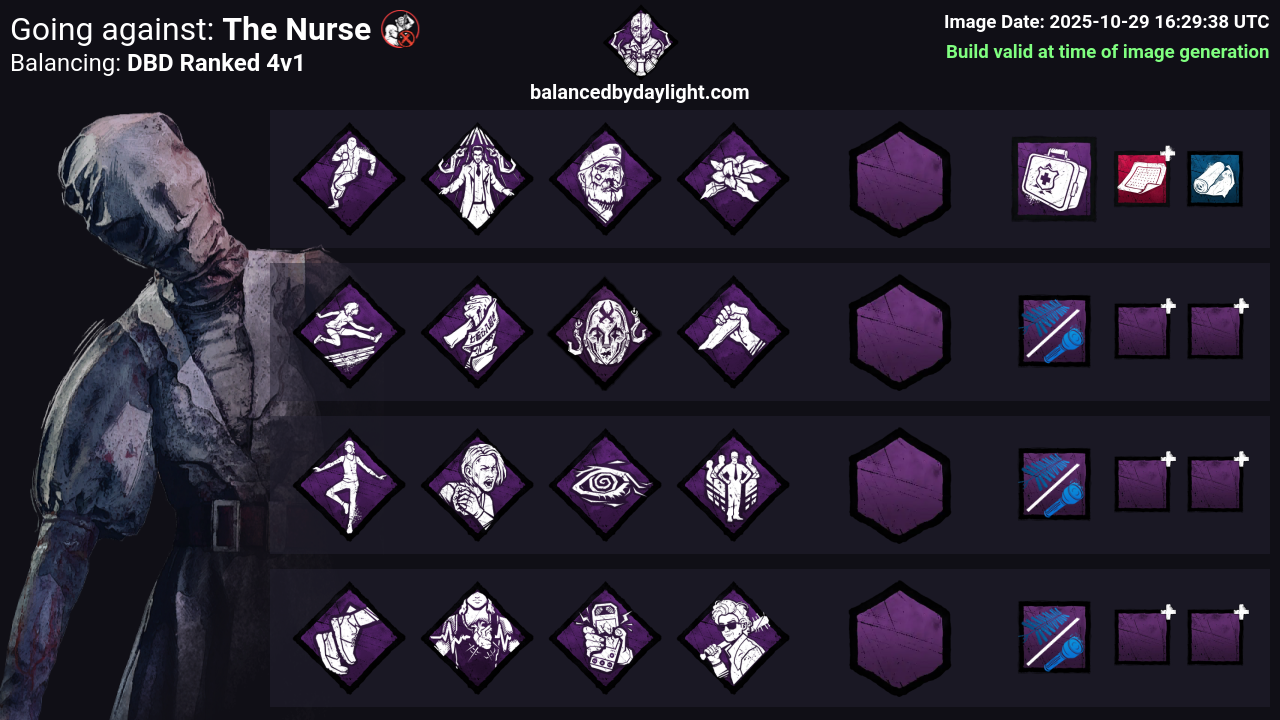 Going against: The Nurse
Balancing: DBD Ranked 4v1
balancedbydaylight.com
Image Date: 2025-10-29 16:29:38 UTC
Build valid at time of image generation